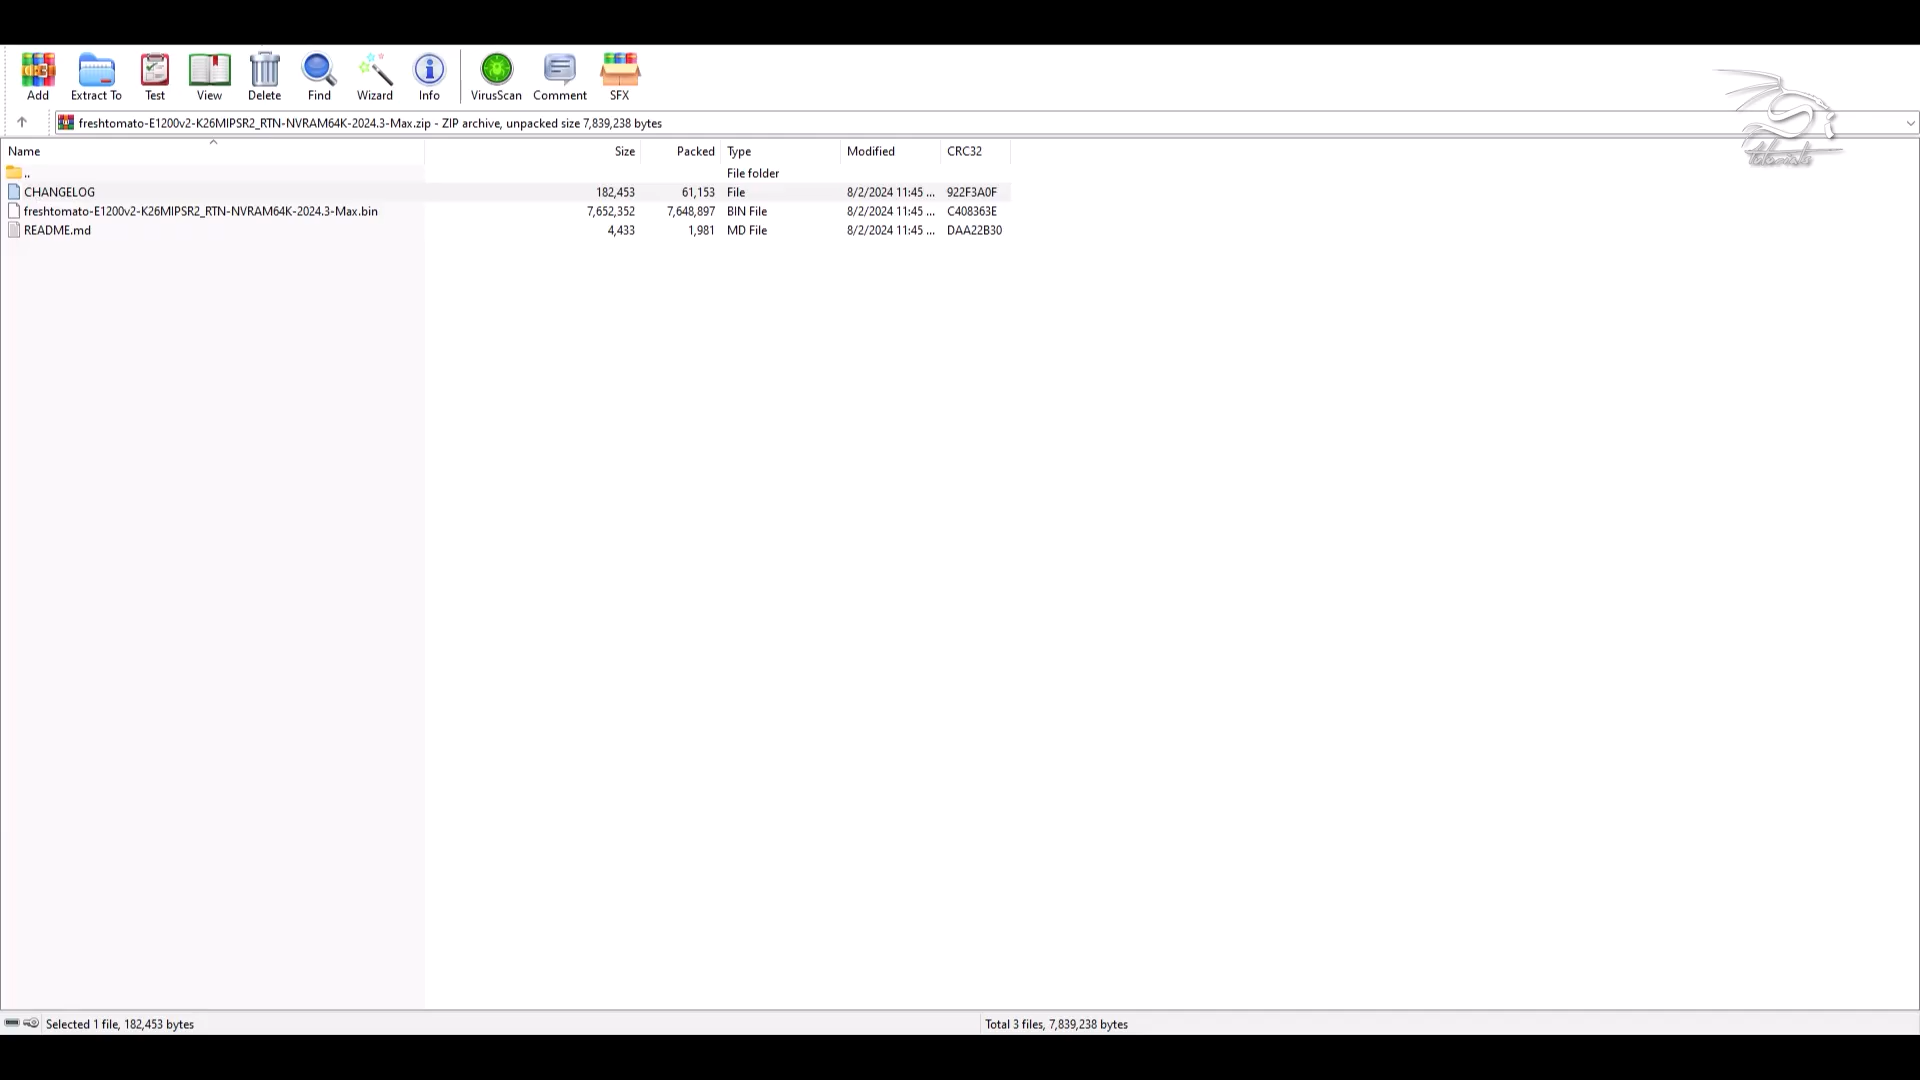 Add Extract To Test View Delete Find Wizard Info VirusScan Comment SFX
freshtomato-E1200v2-K26MIPSR2_RTN-NVRAM64K-2024.3-Max.zip - ZIP archive, unpacked size 7,839,238 bytes
Name Size Packed Type Modified CRC32
.. File folder
CHANGELOG 182,453 61,153 File 8/2/2024 11:45 ... 922F3A0F
freshtomato-E1200v2-K26MIPSR2_RTN-NVRAM64K-2024.3-Max.bin 7,652,352 7,648,897 BIN File 8/2/2024 11:45 ... C408363E
README.md 4,433 1,981 MD File 8/2/2024 11:45 ... DAA22B30
Selected 1 file, 182,453 bytes Total 3 files, 7,839,238 bytes